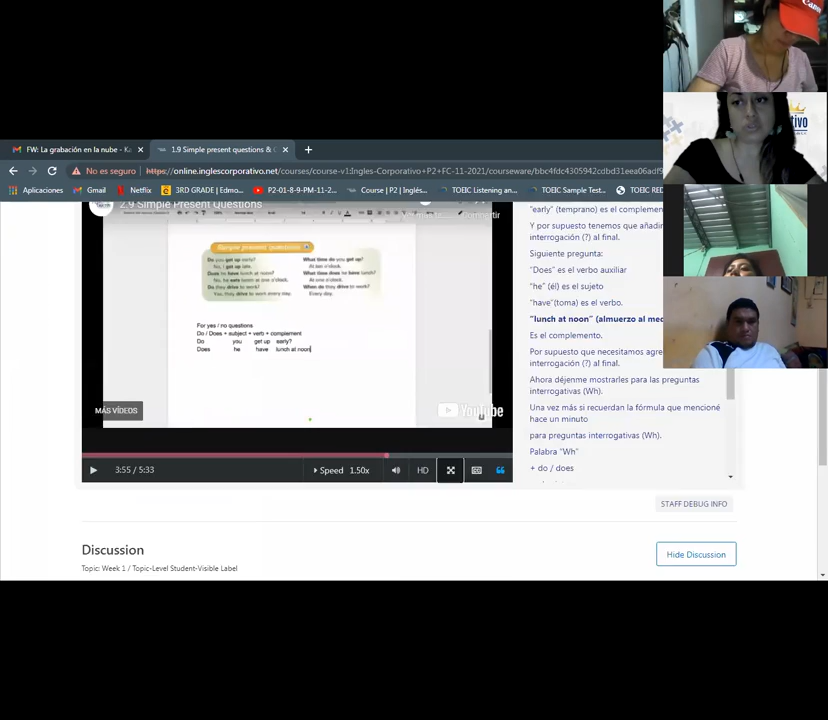 FW: La grabación en la nube - Ka
1.9 Simple present questions & C
No es seguro
https://online.inglescorporativo.net/courses/course-v1:Ingles-Corporativo+P2+FC-11-2021/courseware/bbc4fdc4305942cdbd31eea06adf
Aplicaciones
Gmail
Netflix
3RD GRADE | Edmo...
P2-01-8-9-PM-11-2...
Course | P2 | Inglés...
TOEIC Listening an...
TOEIC Sample Test...
TOEIC RED
2.9 Simple Present Questions
Simple present questions
Do you get up early?
No, I get up late.
Does he have lunch at noon?
No, he eats lunch at one o'clock.
Do they drive to work?
Yes, they drive to work every day.
What time do you get up?
At ten o'clock.
What time does he have lunch?
At one o'clock.
When do they drive to work?
Every day.
For yes / no questions
Do / Does + subject + verb + complement
Do you get up early?
Does he have lunch at noon
MÁS VÍDEOS
YouTube
3:55 / 5:33
Speed 1.50x
HD
"early" (temprano) es el complemen
Y por supuesto tenemos que añadir
interrogación (?) al final.
Siguiente pregunta:
"Does" es el verbo auxiliar
"he" (él) es el sujeto
"have"(toma) es el verbo.
"lunch at noon" (almuerzo al med
Es el complemento.
Por supuesto que necesitamos agre
interrogación (?) al final.
Ahora déjenme mostrarles para las preguntas
interrogativas (Wh).
Una vez más si recuerdan la fórmula que mencioné
hace un minuto
para preguntas interrogativas (Wh).
Palabra "Wh"
+ do / does
STAFF DEBUG INFO
Discussion
Hide Discussion
Topic: Week 1 / Topic-Level Student-Visible Label
Canon